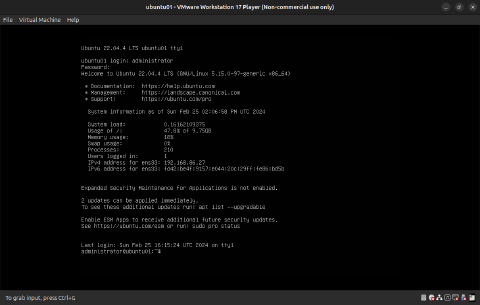 ubuntu01 - VMware Workstation 17 Player (Non-commercial use only)
File Virtual Machine Help
Ubuntu 22.04.4 LTS ubuntu01 tty1
ubuntu01 login: administrator
Password:
Welcome to Ubuntu 22.04.4 LTS (GNU/Linux 5.15.0-97-generic x86_64)
* Documentation: https://help.ubuntu.com
* Management: https://landscape.canonical.com
* Support: https://ubuntu.com/pro
System information as of Sun Feb 25 02:06:58 PM UTC 2024
System load: 0.16162109375
Usage of /: 47.8% of 9.75GB
Memory usage: 10%
Swap usage: 0%
Processes: 210
Users logged in: 1
IPv4 address for ens33: 192.168.86.27
IPv6 address for ens33:
Expanded Security Maintenance for Applications is not enabled.
2 updates can be applied immediately.
To see these additional updates run: apt list --upgradable
Enable ESM Apps to receive additional future security updates.
See https://ubuntu.com/esm or run: sudo pro status
Last login: Sun Feb 25 16:15:24 UTC 2024 on tty1
administrator@ubuntu01:~$
To grab input, press Ctrl+G